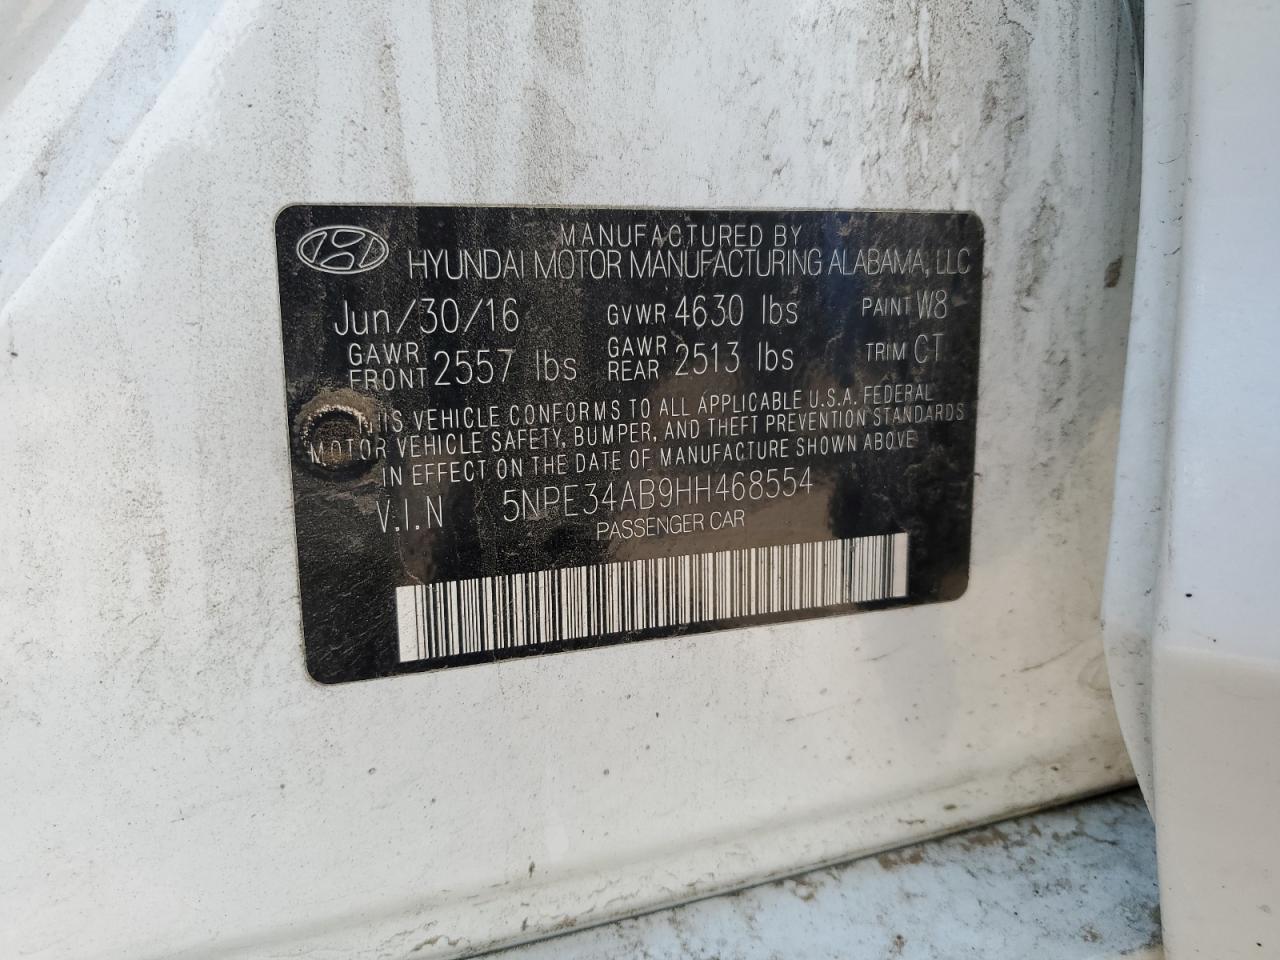 MANUFACTURED BY
HYUNDAI MOTOR MANUFACTURING ALABAMA, LLC
Jun/30/16 GVWR 4630 lbs PAINT W8
GAWR FRONT 2557 lbs GAWR REAR 2513 lbs TRIM CT
THIS VEHICLE CONFORMS TO ALL APPLICABLE U.S.A. FEDERAL
MOTOR VEHICLE SAFETY, BUMPER, AND THEFT PREVENTION STANDARDS
IN EFFECT ON THE DATE OF MANUFACTURE SHOWN ABOVE
V.I.N 5NPE34AB9HH468554
PASSENGER CAR